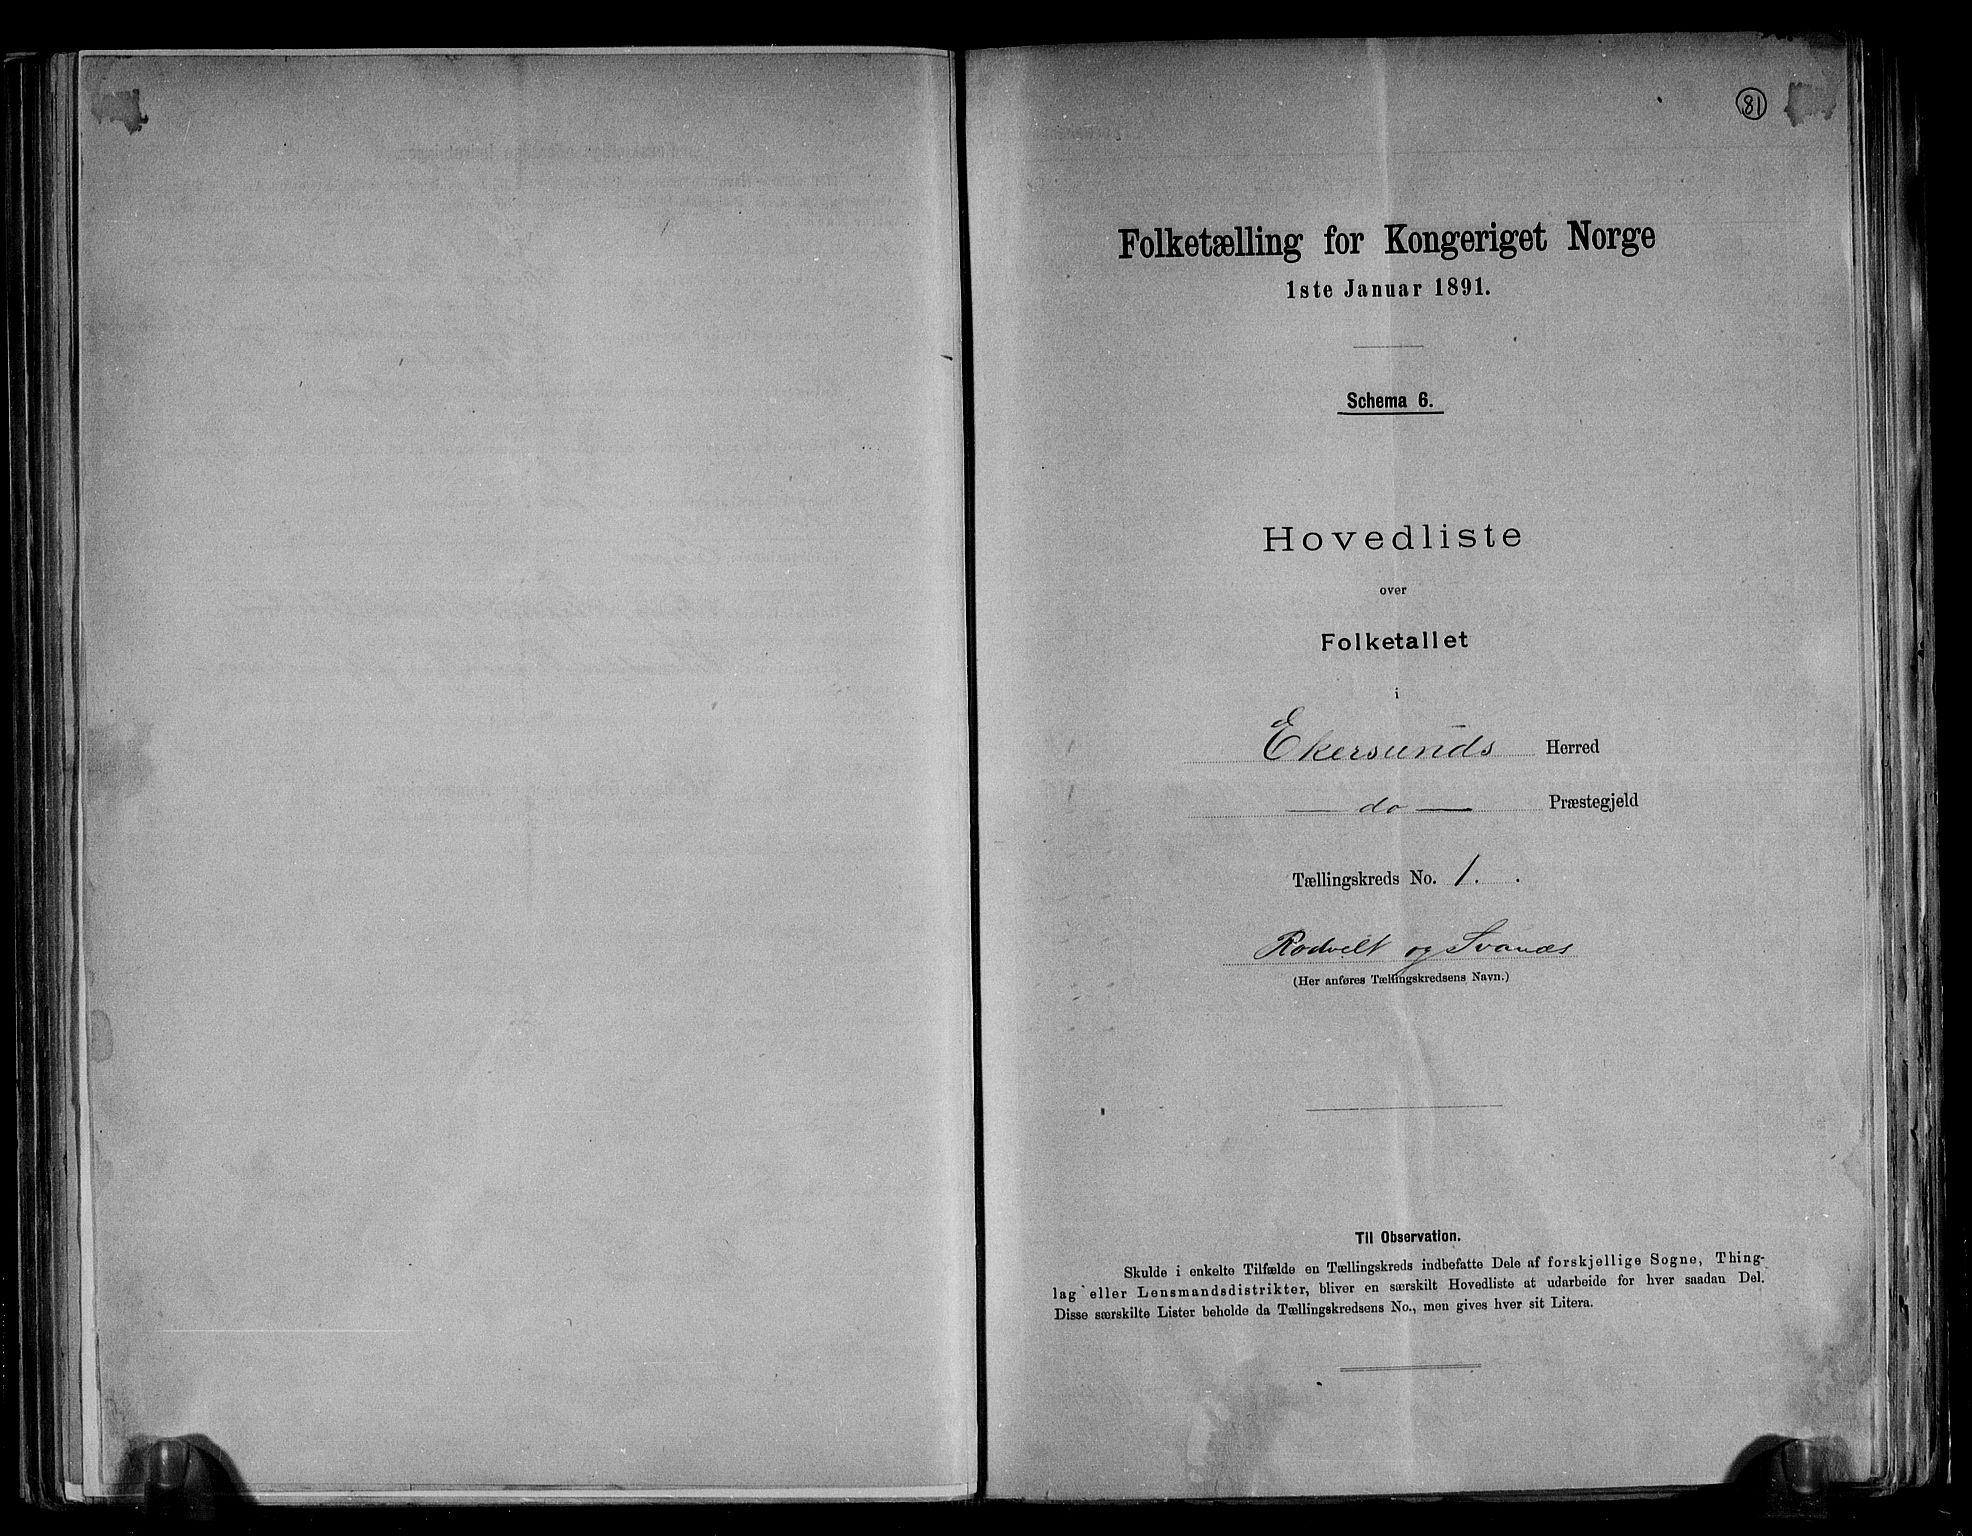 81
Folketælling for Kongeriget Norge
1ste Januar 1891.
Schema 6.
Hovedliste
over
Folketallet
i
Ekersunds Herred
— do — Præstegjeld
Tællingskreds No. 1.
Rodvelt og Svanæs
(Her anføres Tællingskredsens Navn.)
Til Observation.
Skulde i enkelte Tilfælde en Tællingskreds indbefatte Dele af forskjellige Sogne, Thing-
lag eller Lensmandsdistrikter, bliver en særskilt Hovedliste at udarbeide for hver saadan Del.
Disse særskilte Lister beholde da Tællingskredsens No., men gives hver sit Litera.